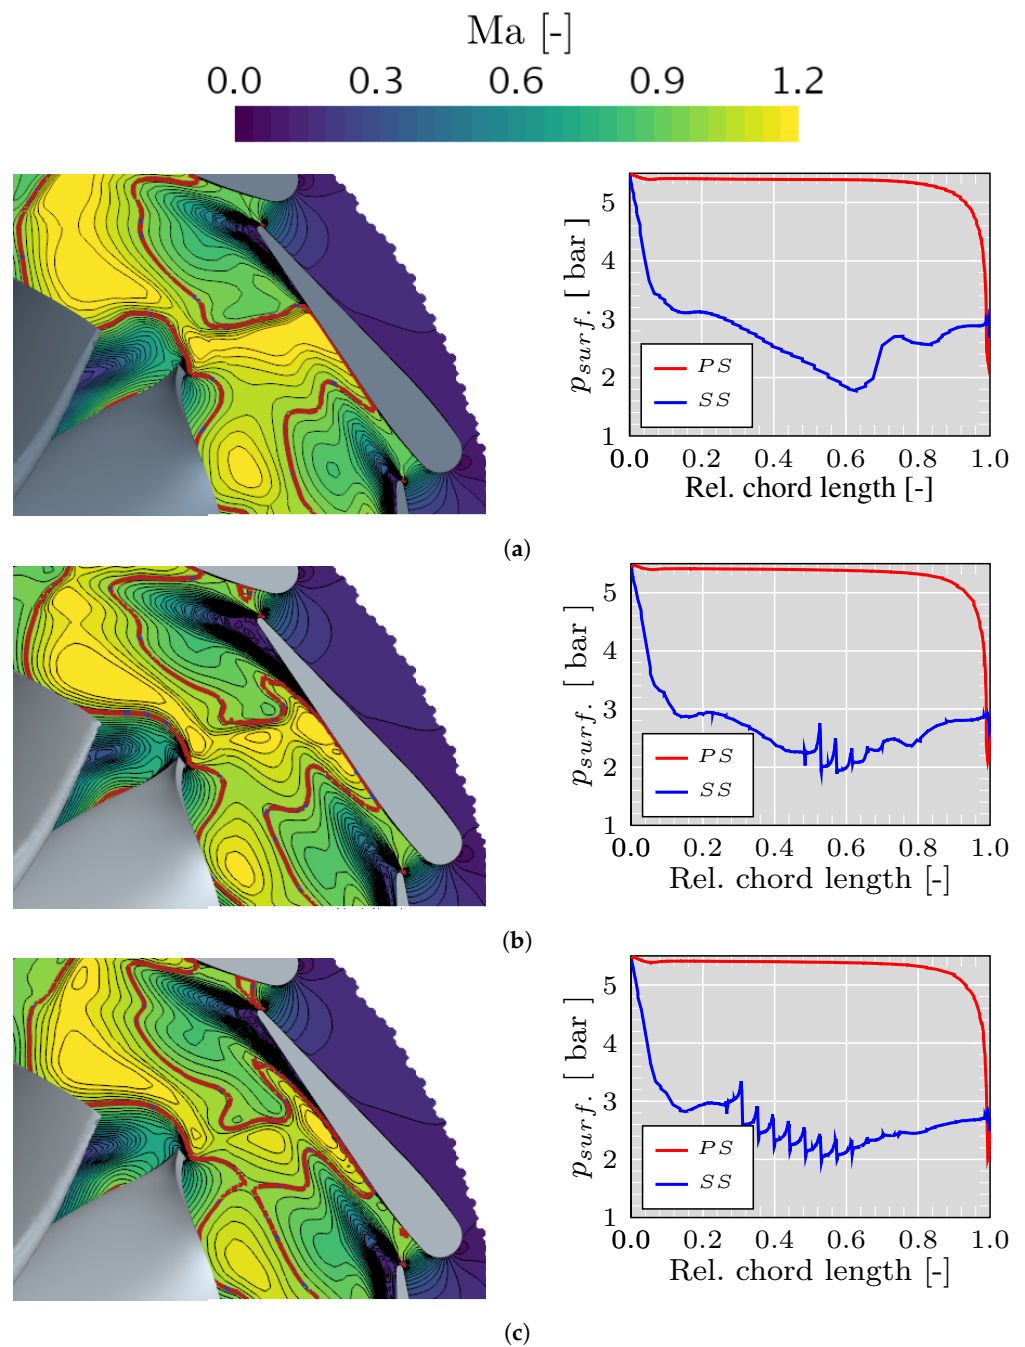 Ma [-]
0.0 0.3 0.6 0.9 1.2
5
4
3
2
1
p_surf. [ bar ]
PS
SS
0.0 0.2 0.4 0.6 0.8 1.0
Rel. chord length [-]
(a)
5
4
3
2
1
p_surf. [ bar ]
PS
SS
0.0 0.2 0.4 0.6 0.8 1.0
Rel. chord length [-]
(b)
5
4
3
2
1
p_surf. [ bar ]
PS
SS
0.0 0.2 0.4 0.6 0.8 1.0
Rel. chord length [-]
(c)